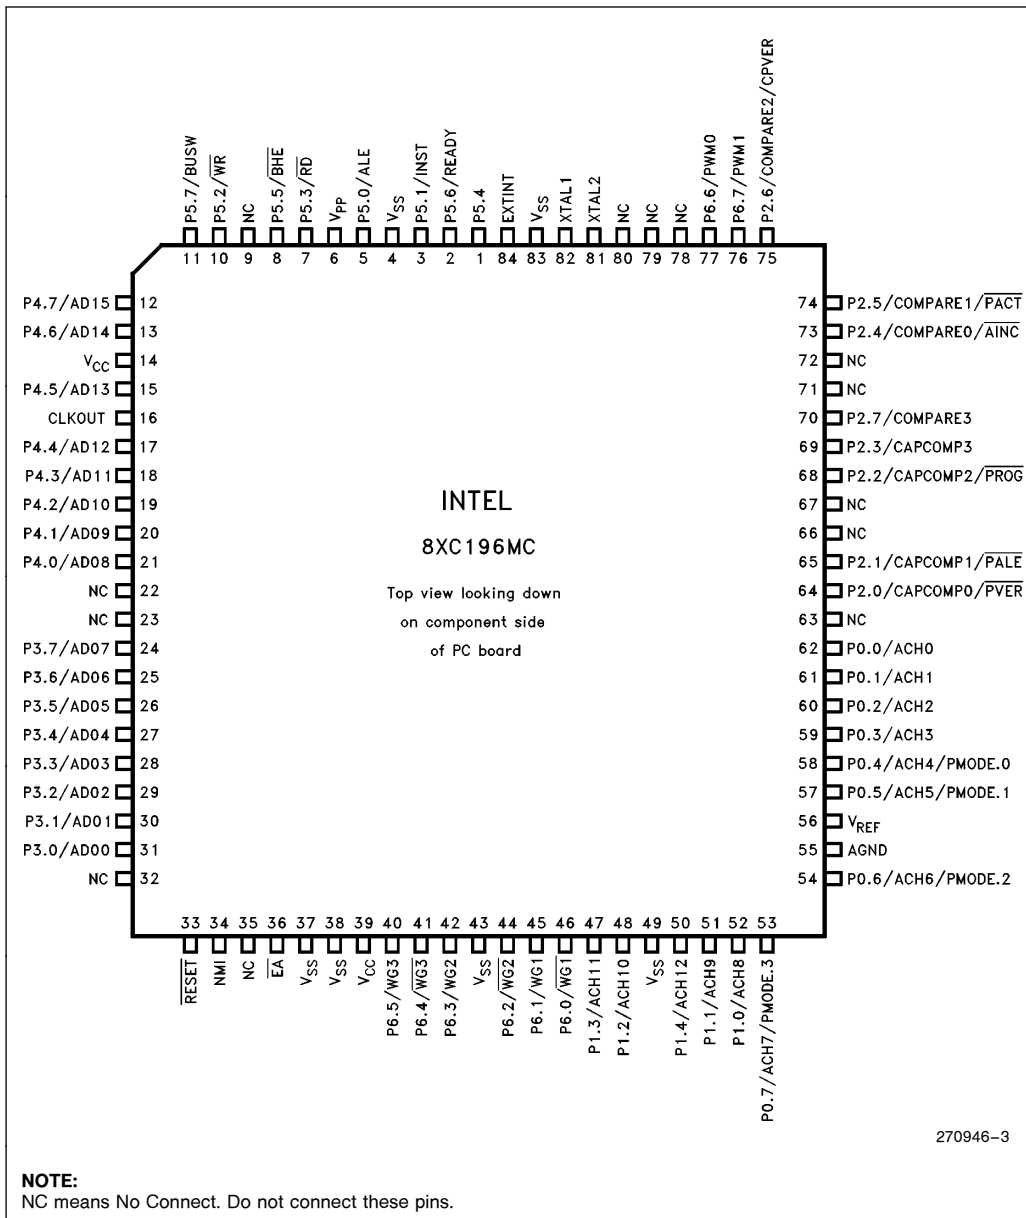 P5.7/BUSW
P5.2/WR
NC
P5.5/BHE
P5.3/RD
VPP
P5.0/ALE
VSS
P5.1/INST
P5.6/READY
P5.4
EXTINT
VSS
XTAL1
XTAL2
NC
NC
NC
P6.6/PWM0
P6.7/PWM1
P2.6/COMPARE2/CPVER
11 10 9 8 7 6 5 4 3 2 1 84 83 82 81 80 79 78 77 76 75
P4.7/AD15 12
P4.6/AD14 13
VCC 14
P4.5/AD13 15
CLKOUT 16
P4.4/AD12 17
P4.3/AD11 18
P4.2/AD10 19
P4.1/AD09 20
P4.0/AD08 21
NC 22
NC 23
P3.7/AD07 24
P3.6/AD06 25
P3.5/AD05 26
P3.4/AD04 27
P3.3/AD03 28
P3.2/AD02 29
P3.1/AD01 30
P3.0/AD00 31
NC 32
INTEL
8XC196MC
Top view looking down
on component side
of PC board
74 P2.5/COMPARE1/PACT
73 P2.4/COMPARE0/AINC
72 NC
71 NC
70 P2.7/COMPARE3
69 P2.3/CAPCOMP3
68 P2.2/CAPCOMP2/PROG
67 NC
66 NC
65 P2.1/CAPCOMP1/PALE
64 P2.0/CAPCOMP0/PVER
63 NC
62 P0.0/ACH0
61 P0.1/ACH1
60 P0.2/ACH2
59 P0.3/ACH3
58 P0.4/ACH4/PMODE.0
57 P0.5/ACH5/PMODE.1
56 VREF
55 AGND
54 P0.6/ACH6/PMODE.2
33 34 35 36 37 38 39 40 41 42 43 44 45 46 47 48 49 50 51 52 53
RESET
NMI
NC
EA
VSS
VSS
VCC
P6.5/WG3
P6.4/WG3
P6.3/WG2
VSS
P6.2/WG2
P6.1/WG1
P6.0/WG1
P1.3/ACH11
P1.2/ACH10
VSS
P1.4/ACH12
P1.1/ACH9
P1.0/ACH8
P0.7/ACH7/PMODE.3
270946-3
NOTE:
NC means No Connect. Do not connect these pins.